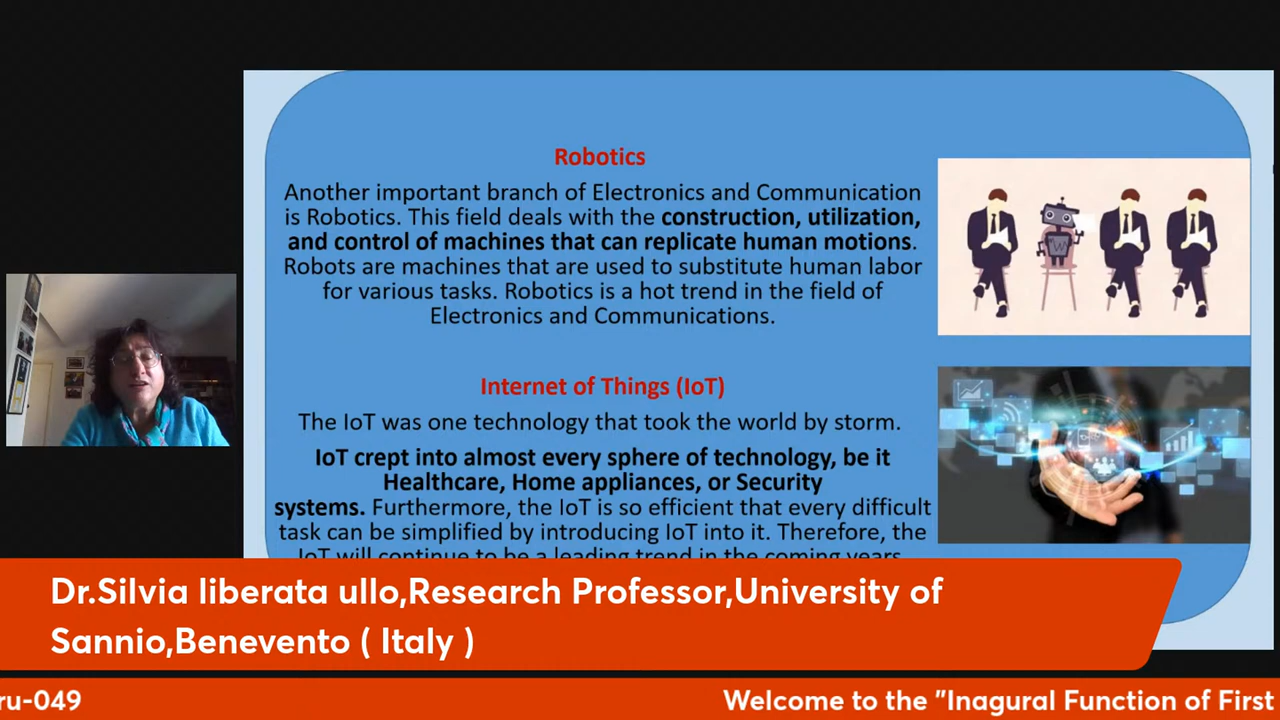 Robotics
Another important branch of Electronics and Communication
is Robotics. This field deals with the construction, utilization,
and control of machines that can replicate human motions.
Robots are machines that are used to substitute human labor
for various tasks. Robotics is a hot trend in the field of
Electronics and Communications.
Internet of Things (IoT)
The IoT was one technology that took the world by storm.
IoT crept into almost every sphere of technology, be it
Healthcare, Home appliances, or Security
systems. Furthermore, the IoT is so efficient that every difficult
task can be simplified by introducing IoT into it. Therefore, the
IoT will continue to be a leading trend in the coming years
Dr.Silvia liberata ullo,Research Professor,University of
Sannio,Benevento ( Italy )
ru-049
Welcome to the "Inagural Function of First